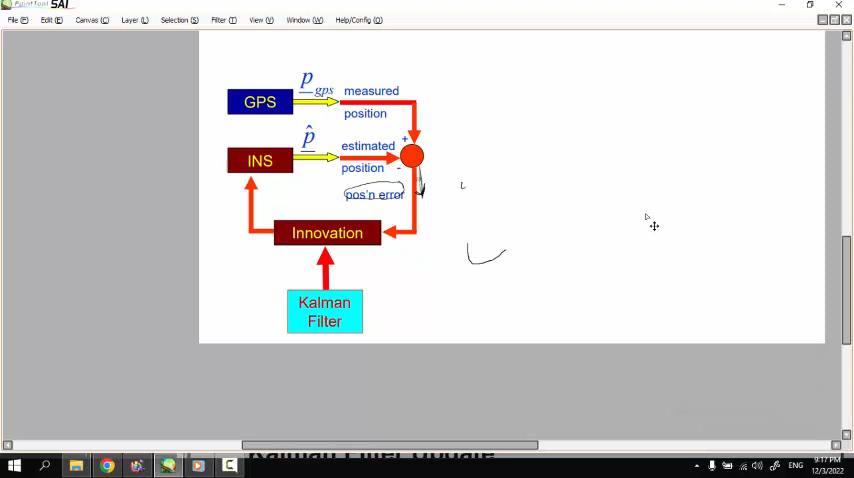 PaintTool SAI
File (F) Edit (E) Canvas (C) Layer (L) Selection (S) Filter (T) View (V) Window (W) Help/Config (O)
GPS p gps measured
position
+
INS p̂ estimated
position -
pos'n error
Innovation
Kalman
Filter
Kalman Filter Update
ENG 9:17 PM
12/3/2022